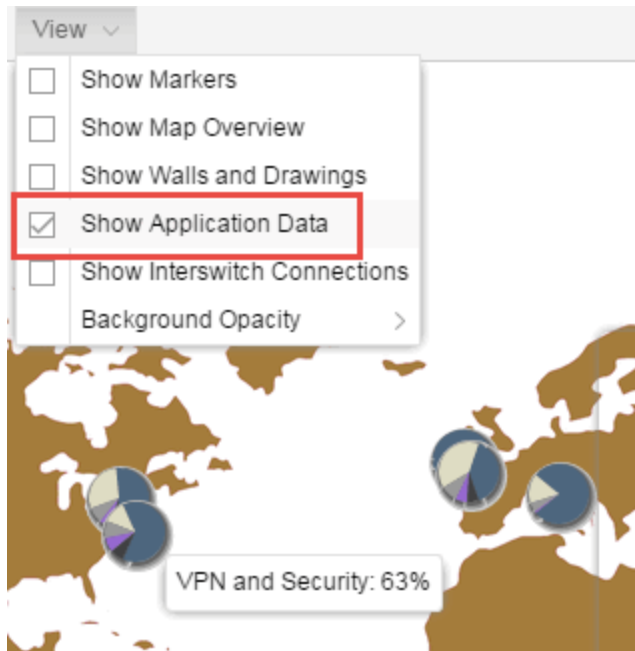 View
Show Markers
Show Map Overview
Show Walls and Drawings
Show Application Data
Show Interswitch Connections
Background Opacity
VPN and Security: 63%